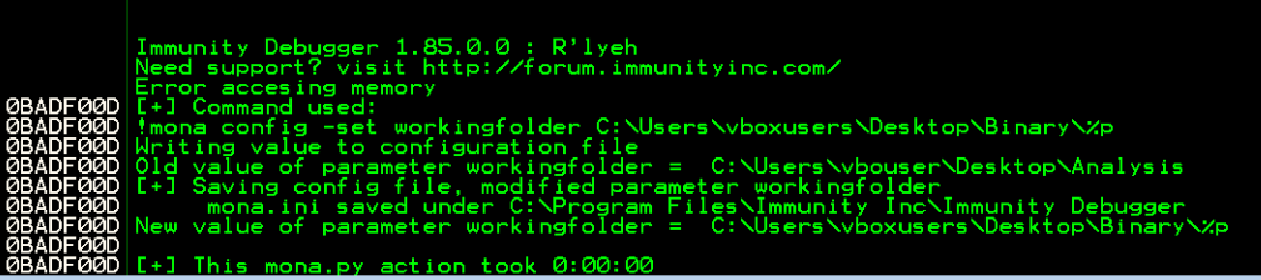 Immunity Debugger 1.85.0.0 : R'lyeh
Need support? visit http://forum.immunityinc.com/
Error accesing memory
0BADF00D [+] Command used:
0BADF00D !mona config -set workingfolder C:\Users\vboxusers\Desktop\Binary\%p
0BADF00D Writing value to configuration file
0BADF00D Old value of parameter workingfolder =  C:\Users\vbouser\Desktop\Analysis
0BADF00D [+] Saving config file, modified parameter workingfolder
0BADF00D      mona.ini saved under C:\Program Files\Immunity Inc\Immunity Debugger
0BADF00D New value of parameter workingfolder =  C:\Users\vboxusers\Desktop\Binary\%p
0BADF00D
0BADF00D [+] This mona.py action took 0:00:00